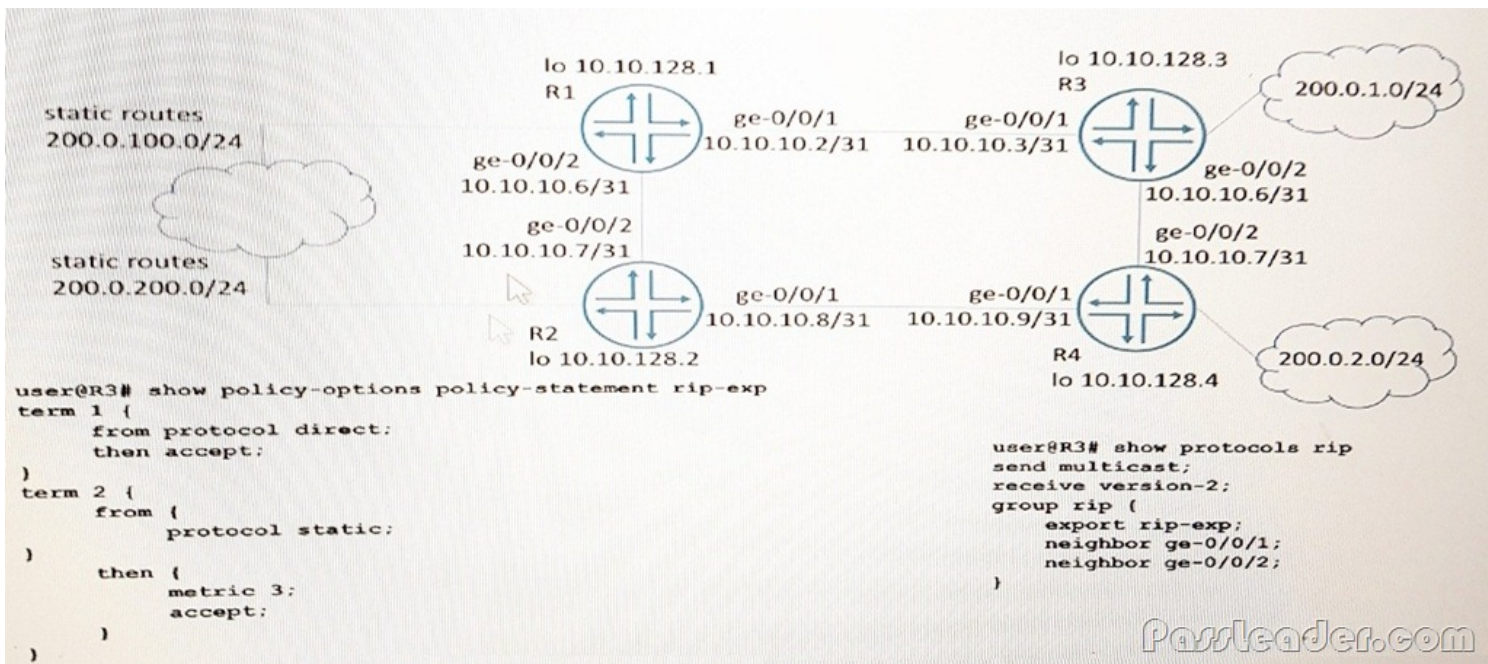 lo 10.10.128.1
R1
lo 10.10.128.3
R3
200.0.1.0/24
static routes
200.0.100.0/24
ge-0/0/1
10.10.10.2/31
ge-0/0/1
10.10.10.3/31
ge-0/0/2
10.10.10.6/31
ge-0/0/2
10.10.10.6/31
ge-0/0/2
10.10.10.7/31
ge-0/0/2
10.10.10.7/31
static routes
200.0.200.0/24
ge-0/0/1
10.10.10.8/31
ge-0/0/1
10.10.10.9/31
R2
lo 10.10.128.2
R4
lo 10.10.128.4
200.0.2.0/24
user@R3# show policy-options policy-statement rip-exp
term 1 {
from protocol direct;
then accept;
}
term 2 {
from {
protocol static;
}
then {
metric 3;
accept;
}
}
user@R3# show protocols rip
send multicast;
receive version-2;
group rip {
export rip-exp;
neighbor ge-0/0/1;
neighbor ge-0/0/2;
}
PassLeader.com